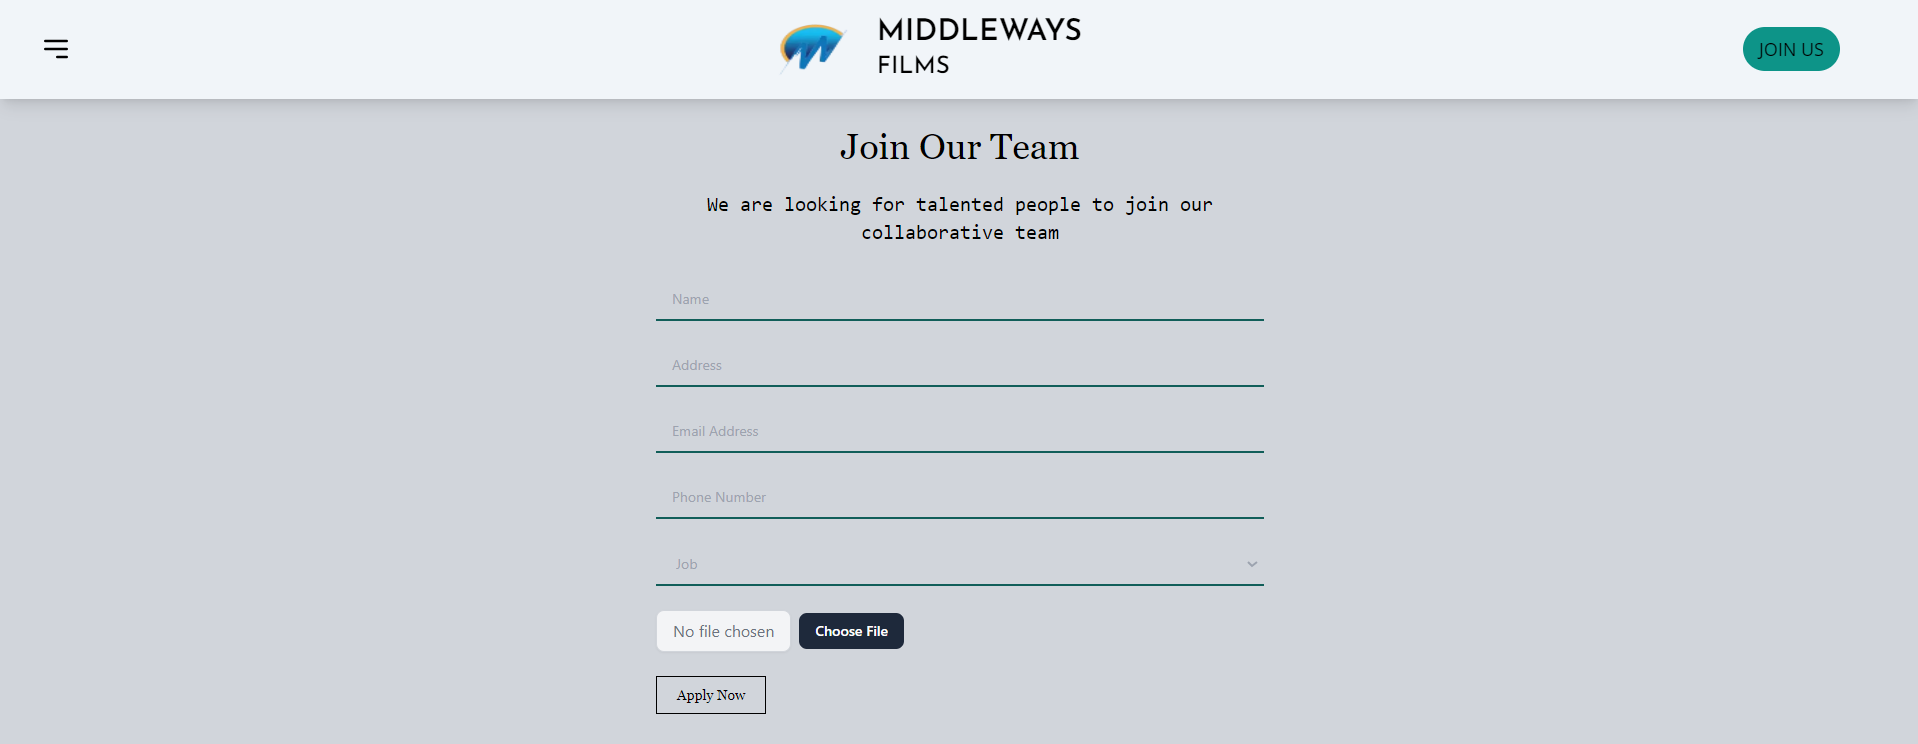 MIDDLEWAYS
FILMS
JOIN US
Join Our Team
We are looking for talented people to join our
collaborative team
Name
Address
Email Address
Phone Number
Job
No file chosen
Choose File
Apply Now